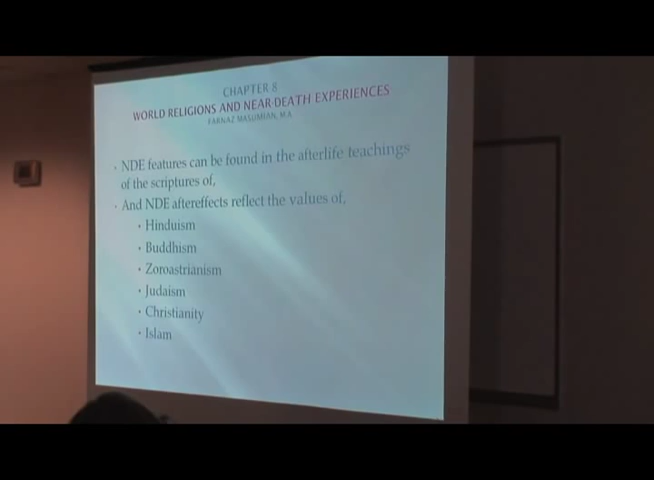 CHAPTER 8
WORLD RELIGIONS AND NEAR-DEATH EXPERIENCES
FARNAZ MASUMIAN, M.A.
· NDE features can be found in the afterlife teachings
of the scriptures of,
· And NDE aftereffects reflect the values of,
· Hinduism
· Buddhism
· Zoroastrianism
· Judaism
· Christianity
· Islam